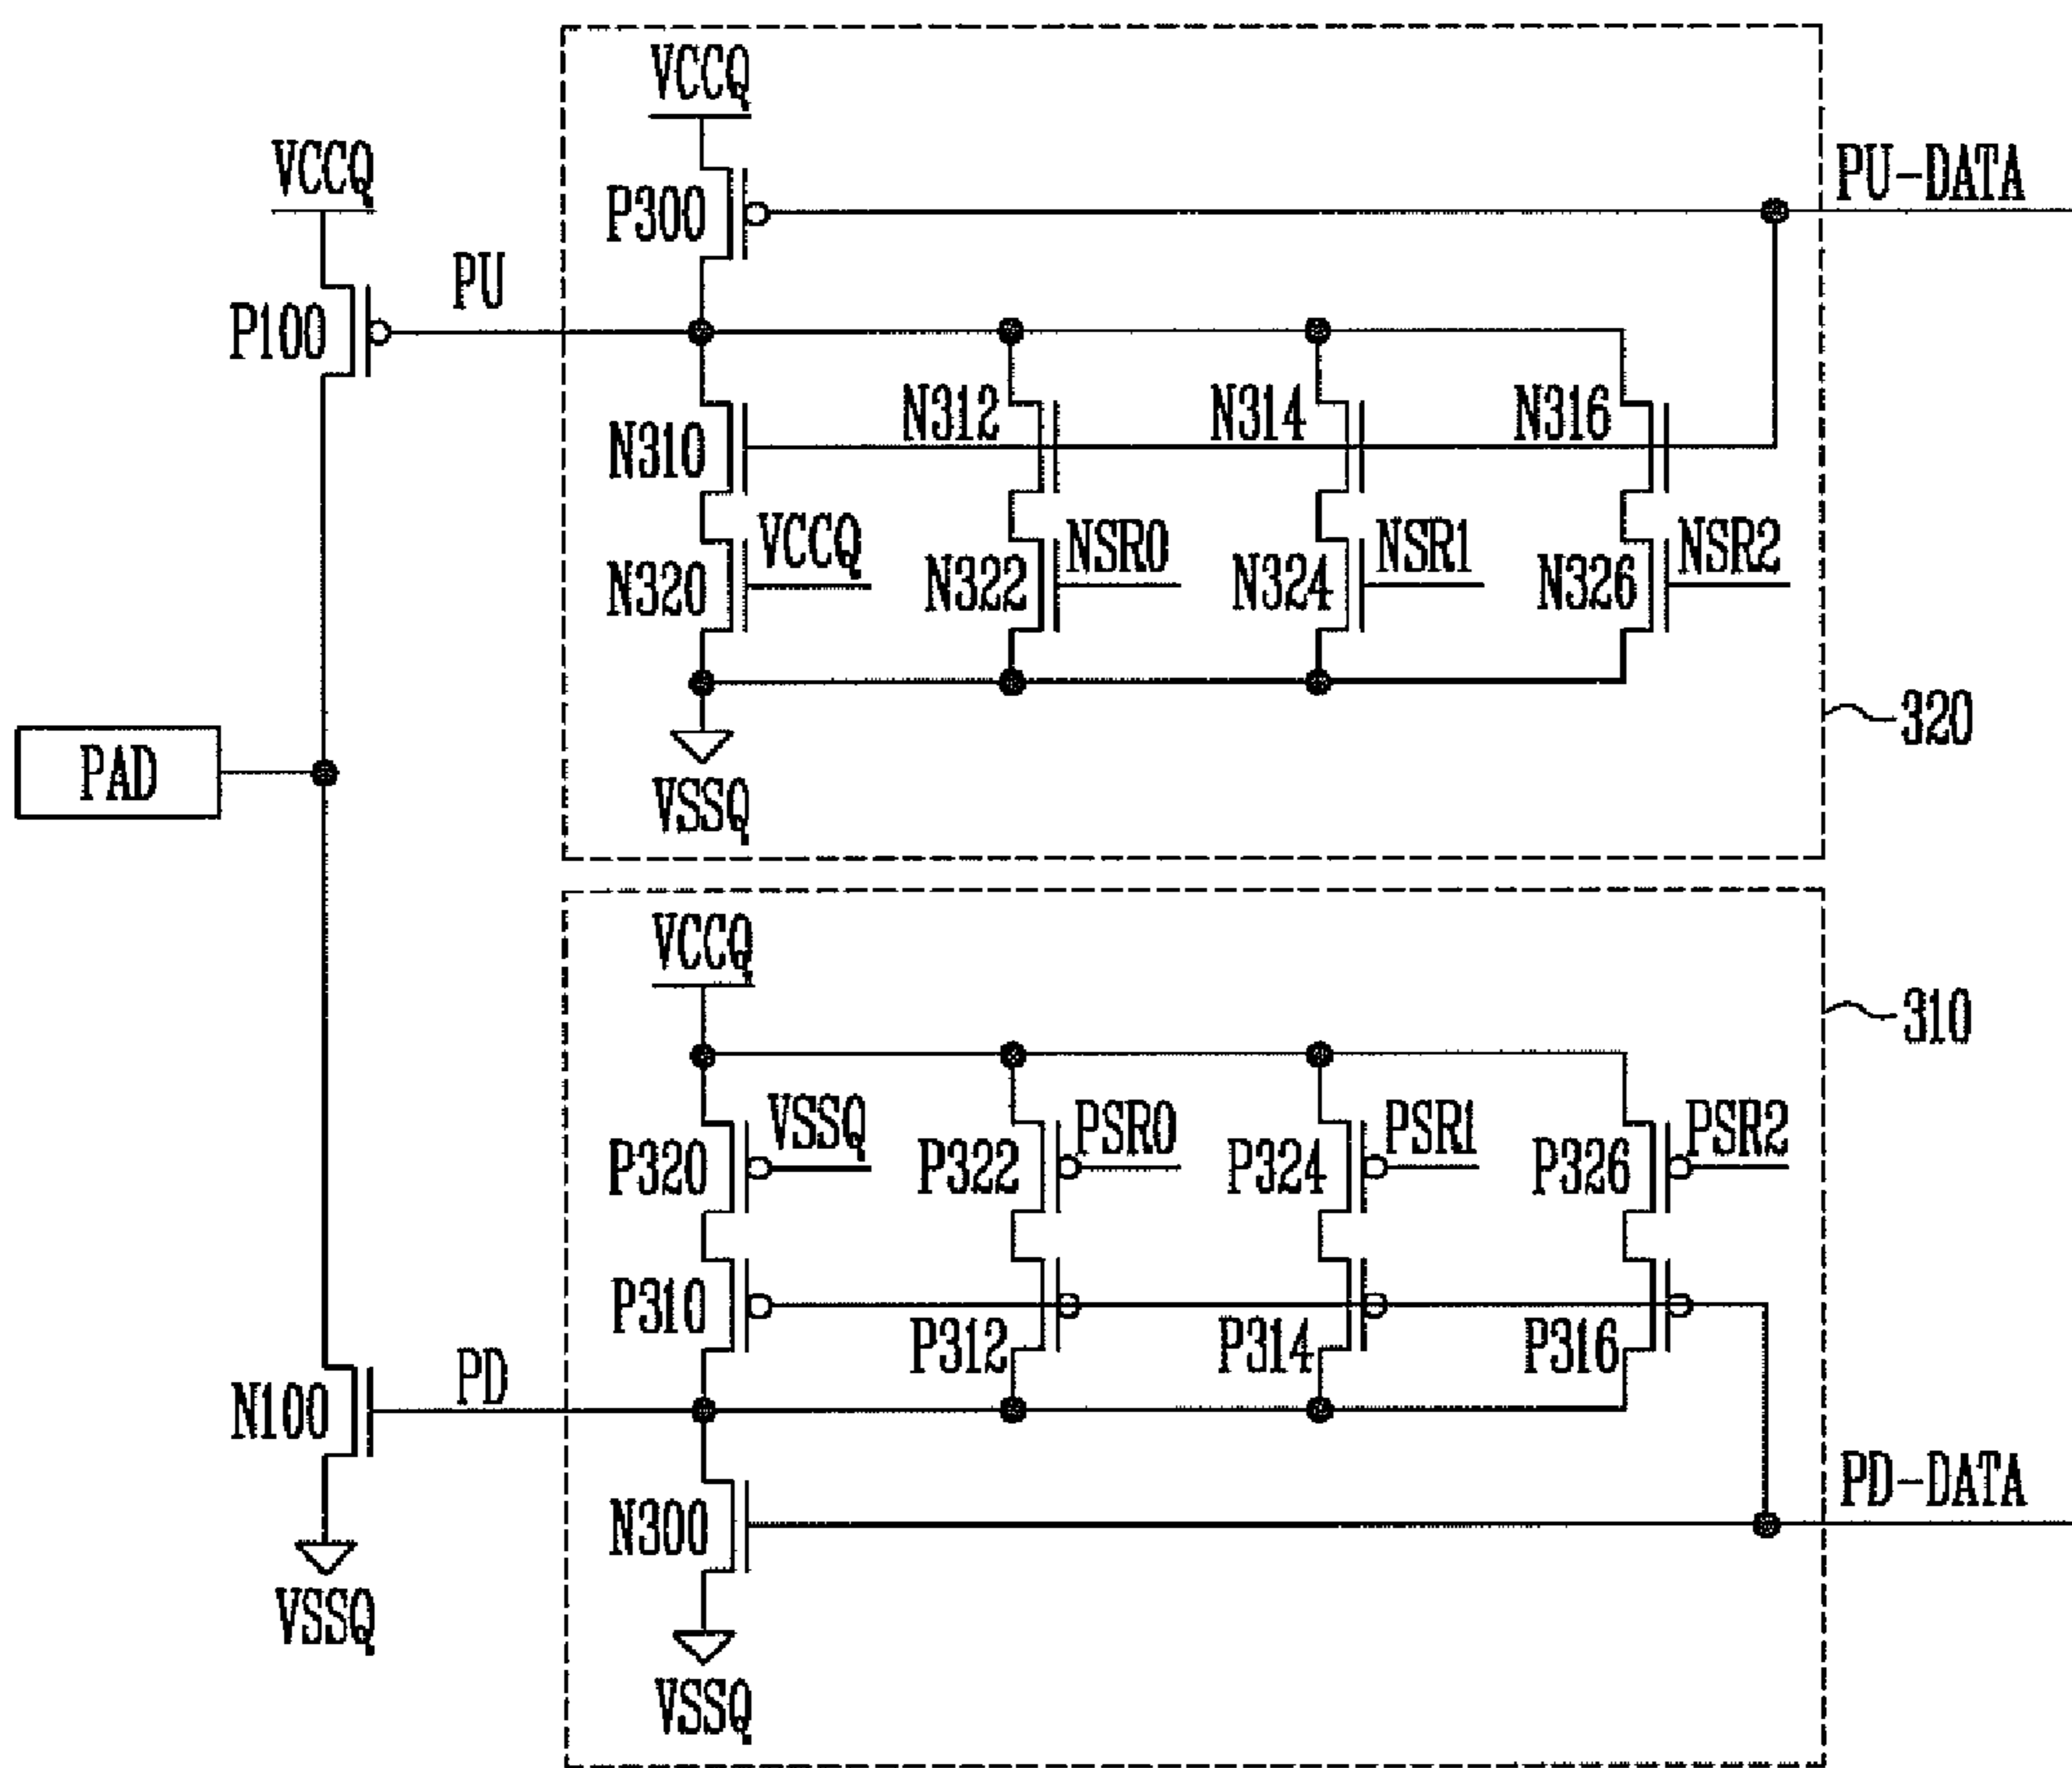 VCCQ
VCCQ
PU-DATA
P300
PU
P100
N312
N314
N316
N310
VCCQ
NSR0
NSR1
NSR2
N320
N322
N324
N326
320
PAD
VSSQ
VCCQ
310
VSSQ
PSR0
PSR1
PSR2
P320
P322
P324
P326
P310
P312
P314
P316
PD
N100
PD-DATA
N300
VSSQ
VSSQ